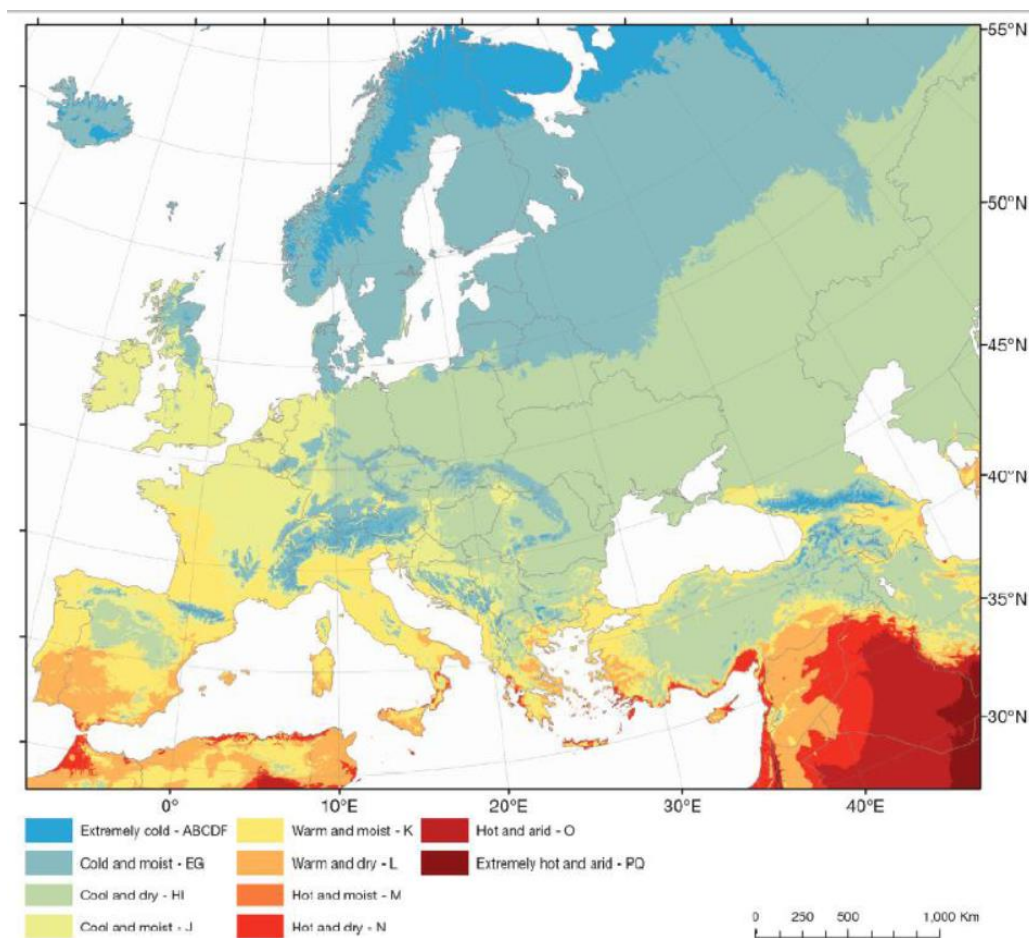 55°N
50°N
45°N
40°N
35°N
30°N
0°E
10°E
20°E
30°E
40°E
Extremely cold - ABCDF
Cold and moist - EG
Cool and dry - HI
Cool and moist - J
Warm and moist - K
Warm and dry - L
Hot and moist - M
Hot and dry - N
Hot and arid - O
Extremely hot and arid - PQ
0 250 500 1,000 Km